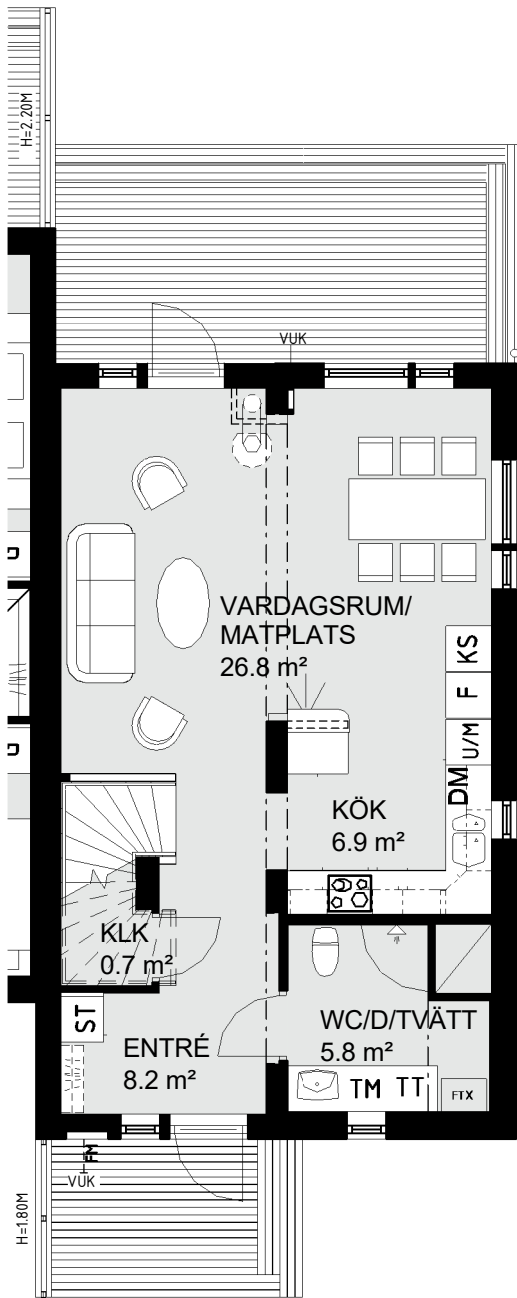 H=2.20M
VUK
VARDAGSRUM/
MATPLATS
26.8 m²
KS
F
U/M
DM
KÖK
6.9 m²
G
G
KLK
0.7 m²
ST
ENTRÉ
8.2 m²
WC/D/TVÄTT
5.8 m²
TM
TT
FTX
FM
VUK
H=1.80M